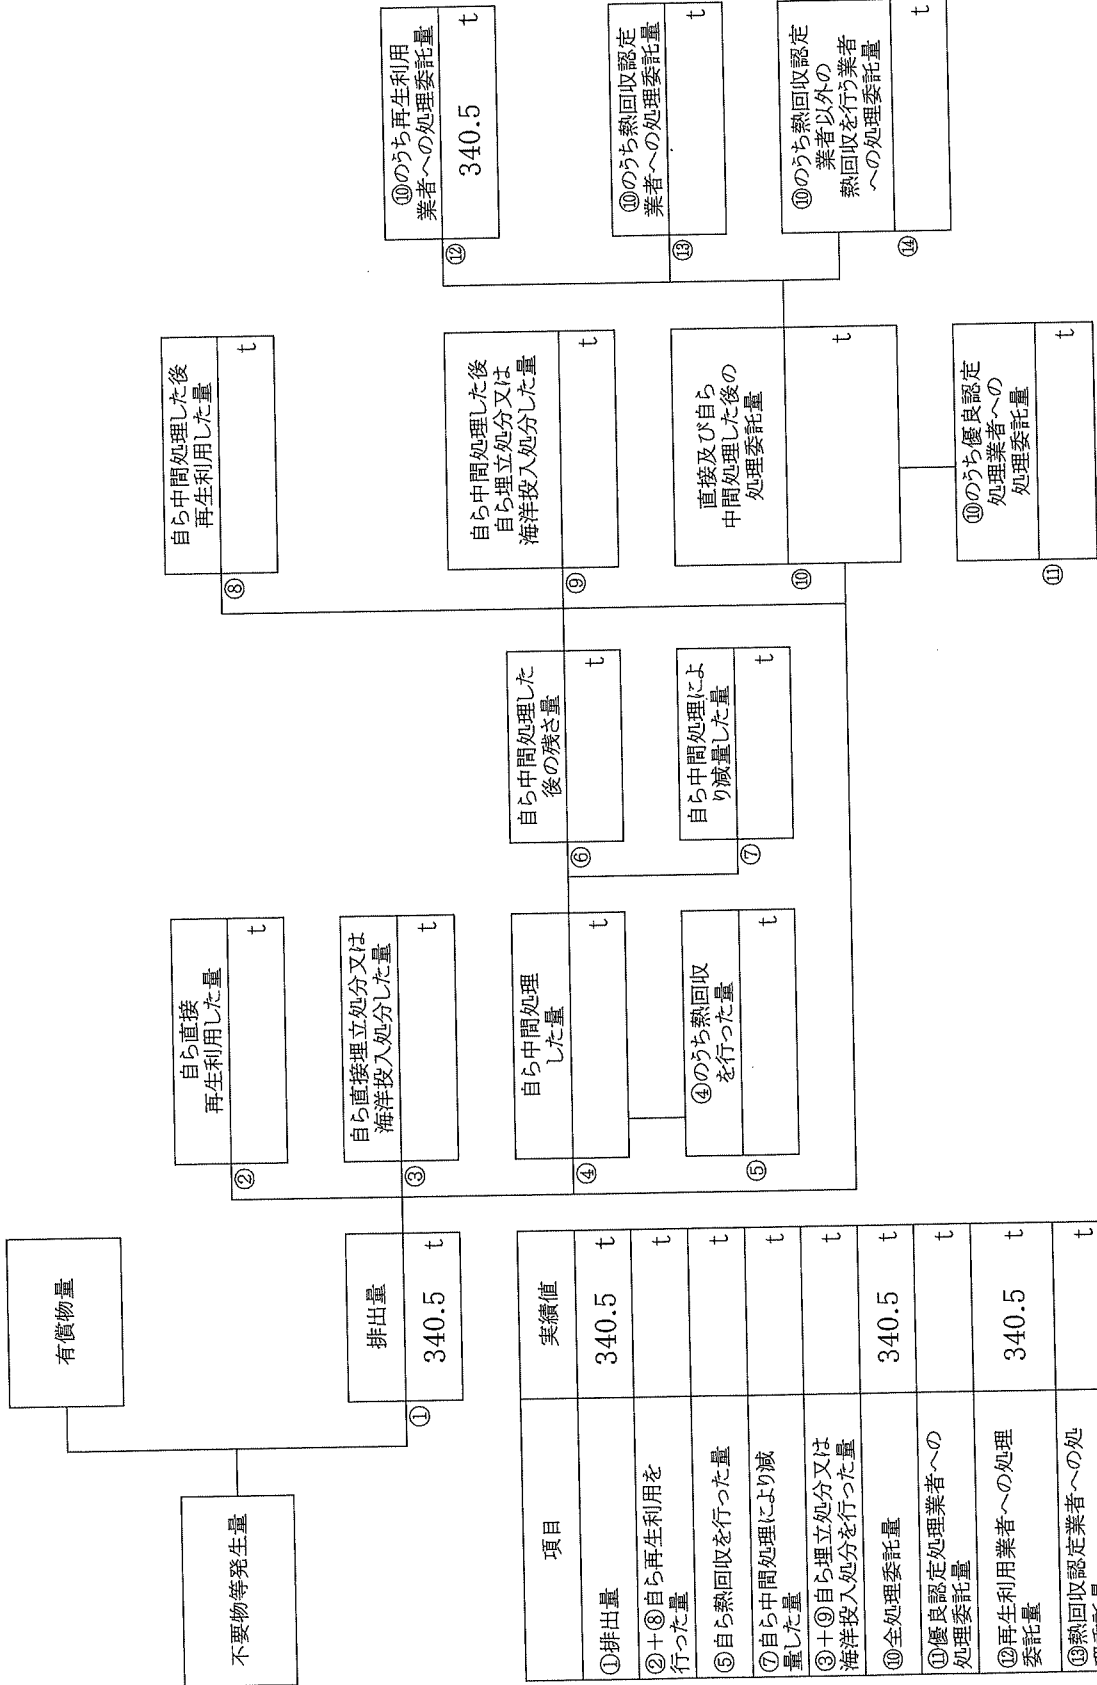 不要物等発生量
有償物量
排出量
①
340.5 t
自ら直接
再生利用した量
②
t
自ら直接埋立処分又は
海洋投入処分した量
③
t
自ら中間処理
した量
④
t
④のうち熱回収
を行った量
⑤
t
自ら中間処理した
後の残さ量
⑥
t
自ら中間処理によ
り減量した量
⑦
t
自ら中間処理した後
再生利用した量
⑧
t
自ら中間処理した後
自ら埋立処分又は
海洋投入処分した量
⑨
t
直接及び自ら
中間処理した後の
処理委託量
⑩
t
⑩のうち優良認定
処理業者への
処理委託量
⑪
t
⑩のうち再生利用
業者への処理委託量
⑫
340.5 t
⑩のうち熱回収認定
業者への処理委託量
⑬
t
⑩のうち熱回収認定
業者以外の
熱回収を行う業者
への処理委託量
⑭
t
項目 実績値
①排出量 340.5 t
②+⑧自ら再生利用を
行った量 t
⑤自ら熱回収を行った量 t
⑦自ら中間処理により減
量した量 t
③+⑨自ら埋立処分又は
海洋投入処分を行った量 t
⑩全処理委託量 340.5 t
⑪優良認定処理業者への
処理委託量 t
⑫再生利用業者への処理
委託量 340.5 t
⑬熱回収認定業者への処 t